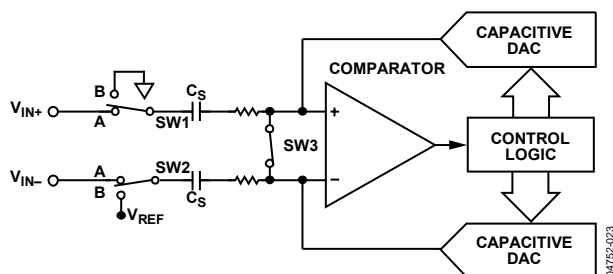 CAPACITIVE
DAC
COMPARATOR
B
CS
VIN+
A
SW1
+
SW3
CONTROL
LOGIC
VIN–
A
SW2
–
B
CS
VREF
CAPACITIVE
DAC
04752-023